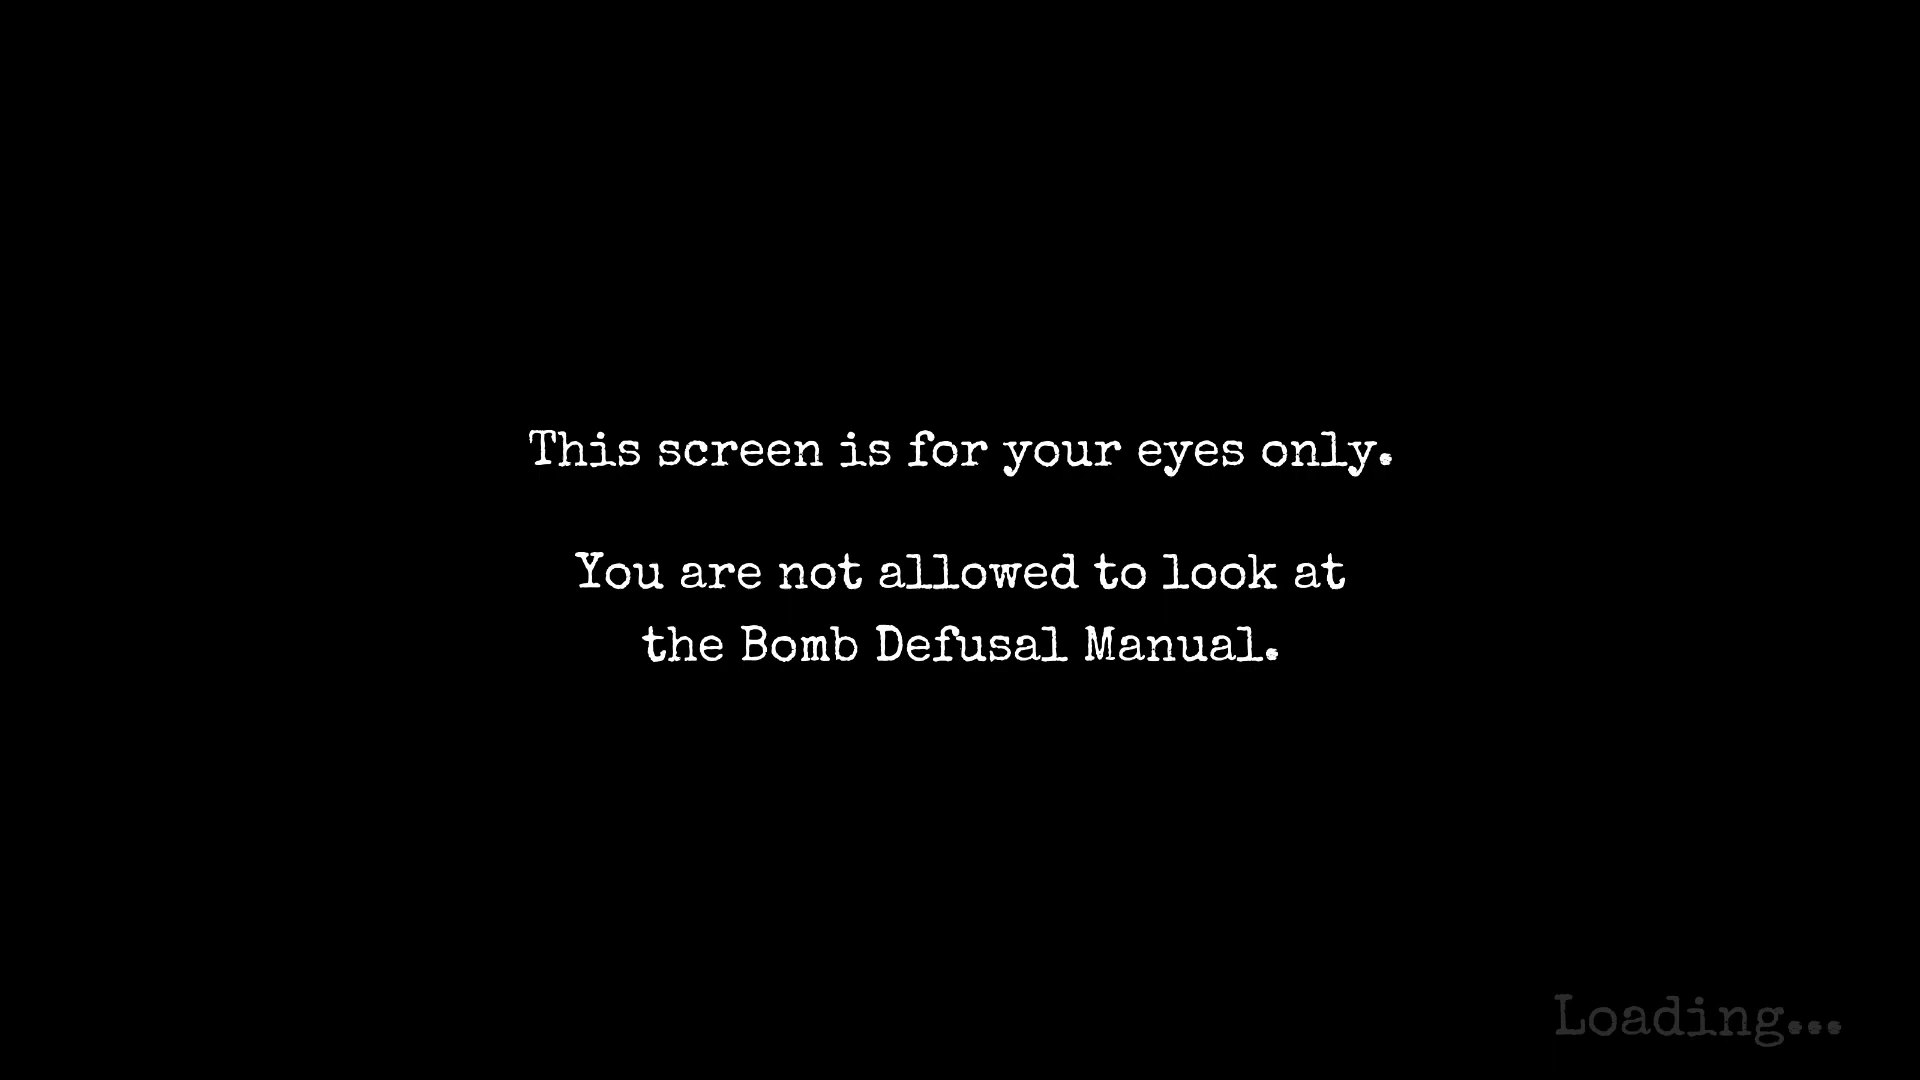 This screen is for your eyes only.
You are not allowed to look at
the Bomb Defusal Manual.
Loading...